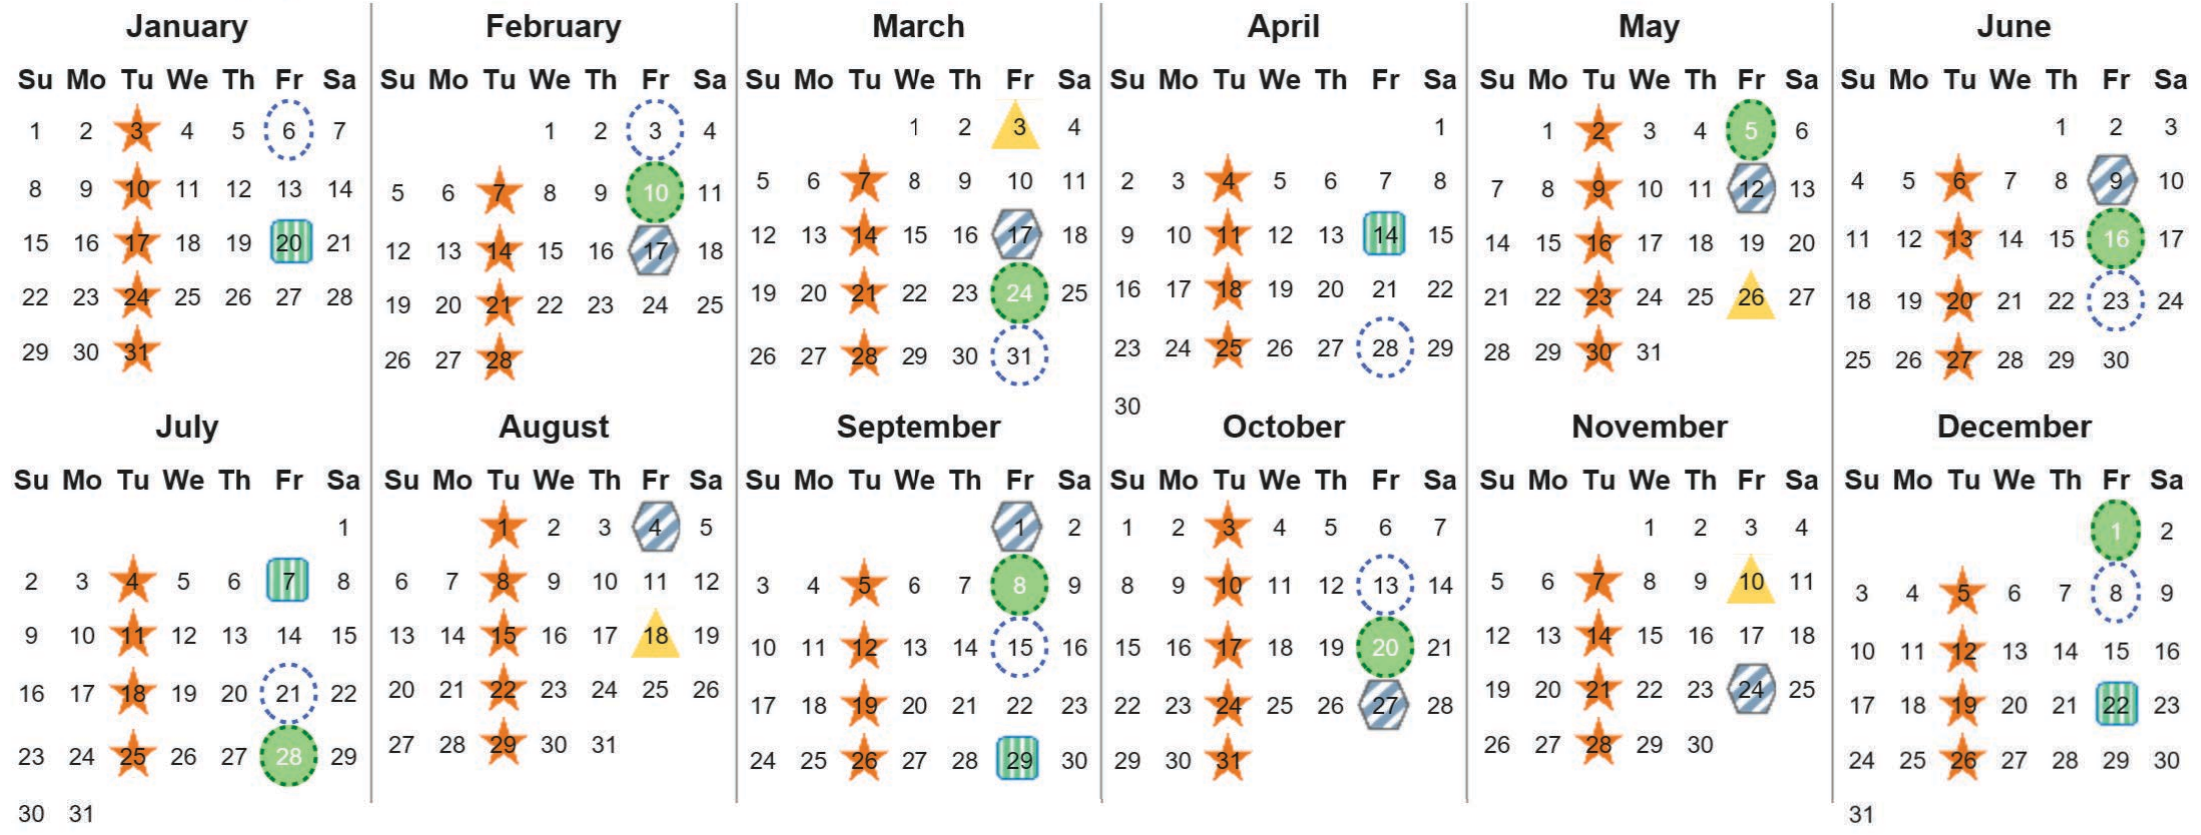 January February March April May June
Su Mo Tu We Th Fr Sa Su Mo Tu We Th Fr Sa Su Mo Tu We Th Fr Sa Su Mo Tu We Th Fr Sa Su Mo Tu We Th Fr Sa Su Mo Tu We Th Fr Sa
1 2 3 4 5 6 7 1 2 3 4 1 2 3 4 1 1 2 3 4 5 6 1 2 3
8 9 10 11 12 13 14 5 6 7 8 9 10 11 5 6 7 8 9 10 11 2 3 4 5 6 7 8 7 8 9 10 11 12 13 4 5 6 7 8 9 10
15 16 17 18 19 20 21 12 13 14 15 16 17 18 12 13 14 15 16 17 18 9 10 11 12 13 14 15 14 15 16 17 18 19 20 11 12 13 14 15 16 17
22 23 24 25 26 27 28 19 20 21 22 23 24 25 19 20 21 22 23 24 25 16 17 18 19 20 21 22 21 22 23 24 25 26 27 18 19 20 21 22 23 24
29 30 31 26 27 28 26 27 28 29 30 31 23 24 25 26 27 28 29 28 29 30 31 25 26 27 28 29 30
30
July August September October November December
Su Mo Tu We Th Fr Sa Su Mo Tu We Th Fr Sa Su Mo Tu We Th Fr Sa Su Mo Tu We Th Fr Sa Su Mo Tu We Th Fr Sa Su Mo Tu We Th Fr Sa
1 1 2 3 4 5 1 2 1 2 3 4 5 6 7 1 2 3 4 1 2
2 3 4 5 6 7 8 6 7 8 9 10 11 12 3 4 5 6 7 8 9 8 9 10 11 12 13 14 5 6 7 8 9 10 11 3 4 5 6 7 8 9
9 10 11 12 13 14 15 13 14 15 16 17 18 19 10 11 12 13 14 15 16 15 16 17 18 19 20 21 12 13 14 15 16 17 18 10 11 12 13 14 15 16
16 17 18 19 20 21 22 20 21 22 23 24 25 26 17 18 19 20 21 22 23 22 23 24 25 26 27 28 19 20 21 22 23 24 25 17 18 19 20 21 22 23
23 24 25 26 27 28 29 27 28 29 30 31 24 25 26 27 28 29 30 29 30 31 26 27 28 29 30 24 25 26 27 28 29 30
30 31 31